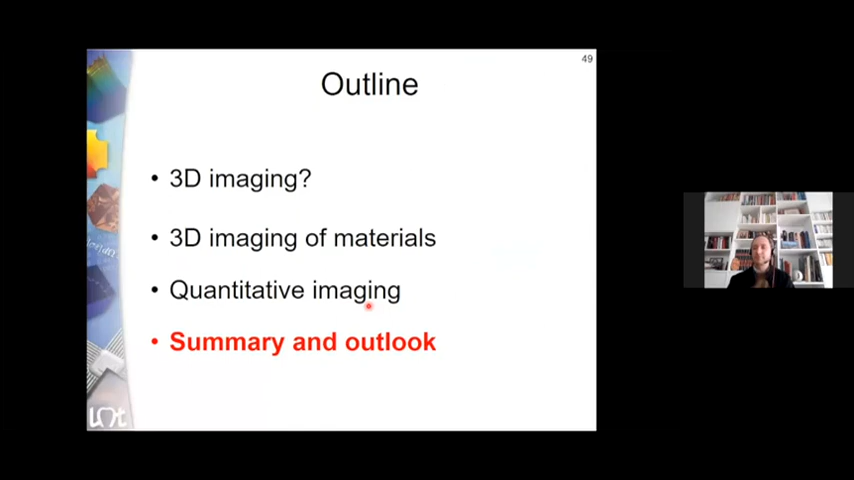 49
Outline
• 3D imaging?
• 3D imaging of materials
• Quantitative imaging
• Summary and outlook